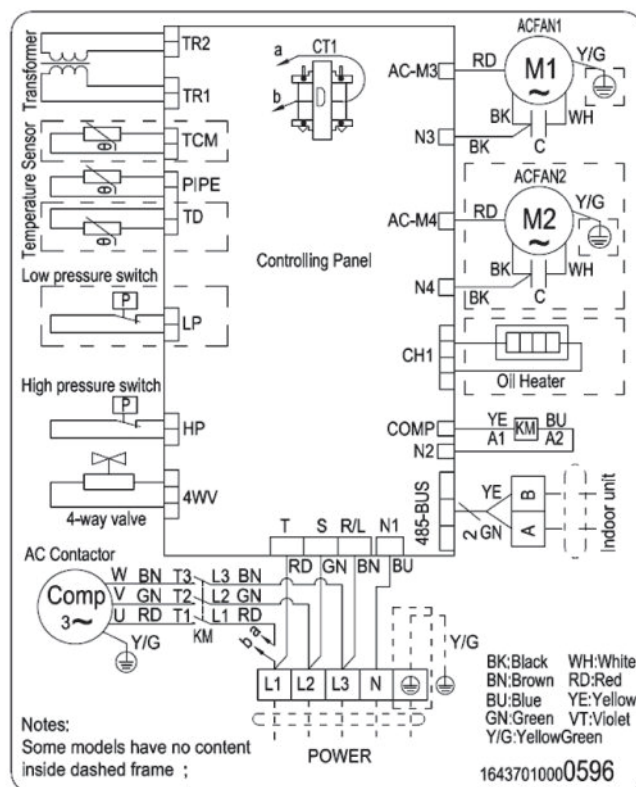 Transformer
TR2
TR1
Temperature Sensor
θ
TCM
θ
PIPE
θ
TD
Low pressure switch
P
LP
High pressure switch
P
HP
4WV
4-way valve
a
CT1
b
D
Controlling Panel
ACFAN1
AC-M3
RD
M1
~
Y/G
BK
WH
N3
BK
C
ACFAN2
AC-M4
RD
M2
~
Y/G
BK
WH
N4
BK
C
CH1
Oil Heater
COMP
YE
KM
BU
A1
A2
N2
485-BUS
2
YE
GN
B
A
Indoor unit
T
S
R/L
N1
RD
GN
BN
BU
AC Contactor
Comp
3~
W BN T3 L3 BN
V GN T2 L2 GN
U RD T1 L1 RD
KM
Y/G
a
b
L1
L2
L3
N
Y/G
POWER
BK:Black WH:White
BN:Brown RD:Red
BU:Blue YE:Yellow
GN:Green VT:Violet
Y/G:YellowGreen
Notes:
Some models have no content
inside dashed frame ;
16437010000596